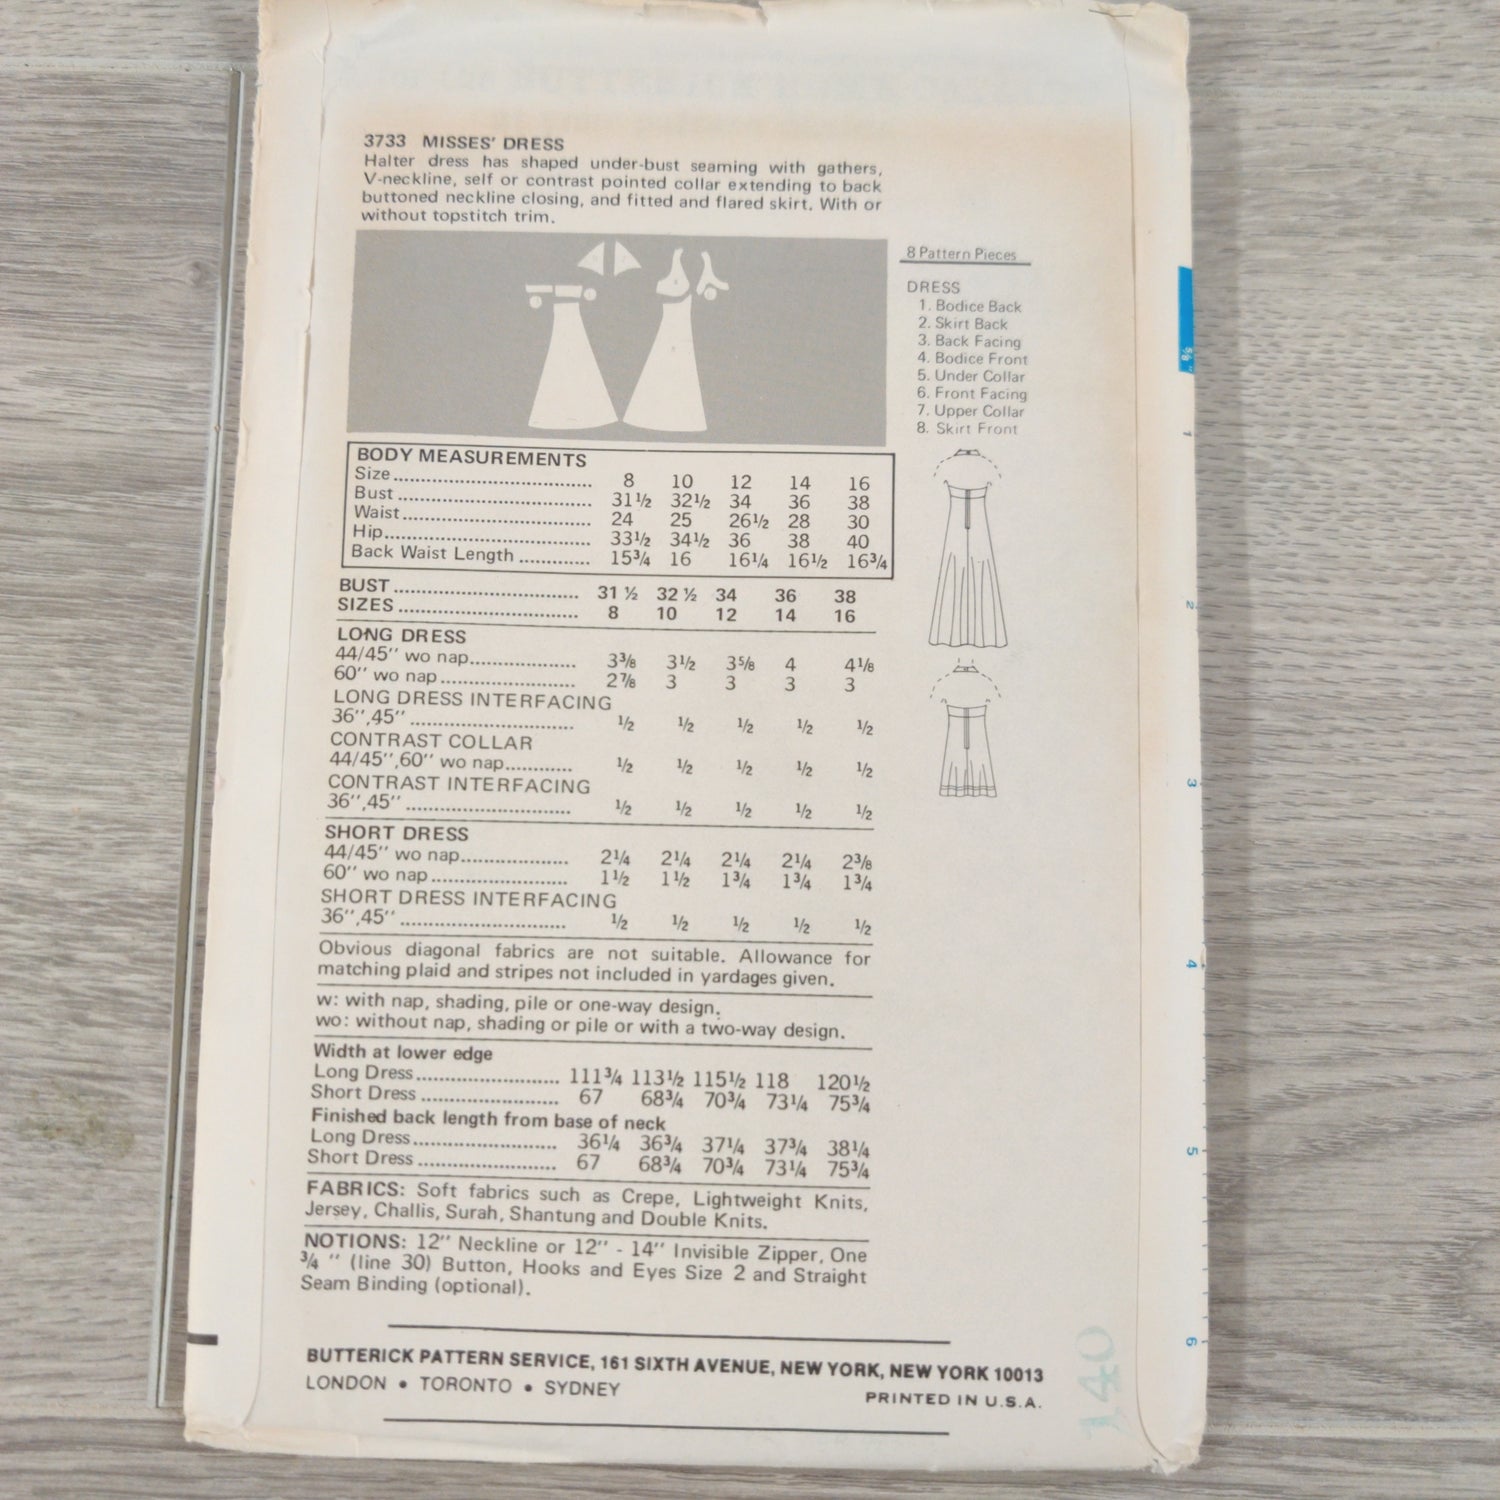 3733 MISSES' DRESS
Halter dress has shaped under-bust seaming with gathers,
V-neckline, self or contrast pointed collar extending to back
buttoned neckline closing, and fitted and flared skirt. With or
without topstitch trim.
8 Pattern Pieces
DRESS
1. Bodice Back
2. Skirt Back
3. Back Facing
4. Bodice Front
5. Under Collar
6. Front Facing
7. Upper Collar
8. Skirt Front
BODY MEASUREMENTS
Size 8 10 12 14 16
Bust 31½ 32½ 34 36 38
Waist 24 25 26½ 28 30
Hip 33½ 34½ 36 38 40
Back Waist Length 15¾ 16 16¼ 16½ 16¾
BUST 31 ½ 32 ½ 34 36 38
SIZES 8 10 12 14 16
LONG DRESS
44/45'' wo nap 3⅜ 3½ 3⅝ 4 4⅛
60'' wo nap 2⅞ 3 3 3 3
LONG DRESS INTERFACING
36'',45'' ½ ½ ½ ½ ½
CONTRAST COLLAR
44/45'',60'' wo nap ½ ½ ½ ½ ½
CONTRAST INTERFACING
36'',45'' ½ ½ ½ ½ ½
SHORT DRESS
44/45'' wo nap 2¼ 2¼ 2¼ 2¼ 2⅜
60'' wo nap 1½ 1½ 1¾ 1¾ 1¾
SHORT DRESS INTERFACING
36'',45'' ½ ½ ½ ½ ½
Obvious diagonal fabrics are not suitable. Allowance for
matching plaid and stripes not included in yardages given.
w: with nap, shading, pile or one-way design.
wo: without nap, shading or pile or with a two-way design.
Width at lower edge
Long Dress 111¾ 113½ 115½ 118 120½
Short Dress 67 68¾ 70¾ 73¼ 75¾
Finished back length from base of neck
Long Dress 36¼ 36¾ 37¼ 37¾ 38¼
Short Dress 67 68¾ 70¾ 73¼ 75¾
FABRICS: Soft fabrics such as Crepe, Lightweight Knits,
Jersey, Challis, Surah, Shantung and Double Knits.
NOTIONS: 12'' Neckline or 12'' - 14'' Invisible Zipper, One
¾ '' (line 30) Button, Hooks and Eyes Size 2 and Straight
Seam Binding (optional).
BUTTERICK PATTERN SERVICE, 161 SIXTH AVENUE, NEW YORK, NEW YORK 10013
LONDON • TORONTO • SYDNEY
PRINTED IN U.S.A.
140
⅝''
1
2
3
4
5
6